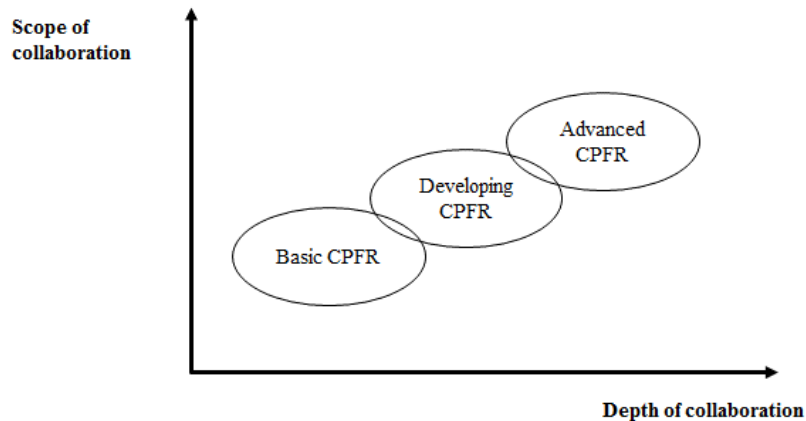 Scope of
collaboration
Advanced
CPFR
Developing
CPFR
Basic CPFR
Depth of collaboration